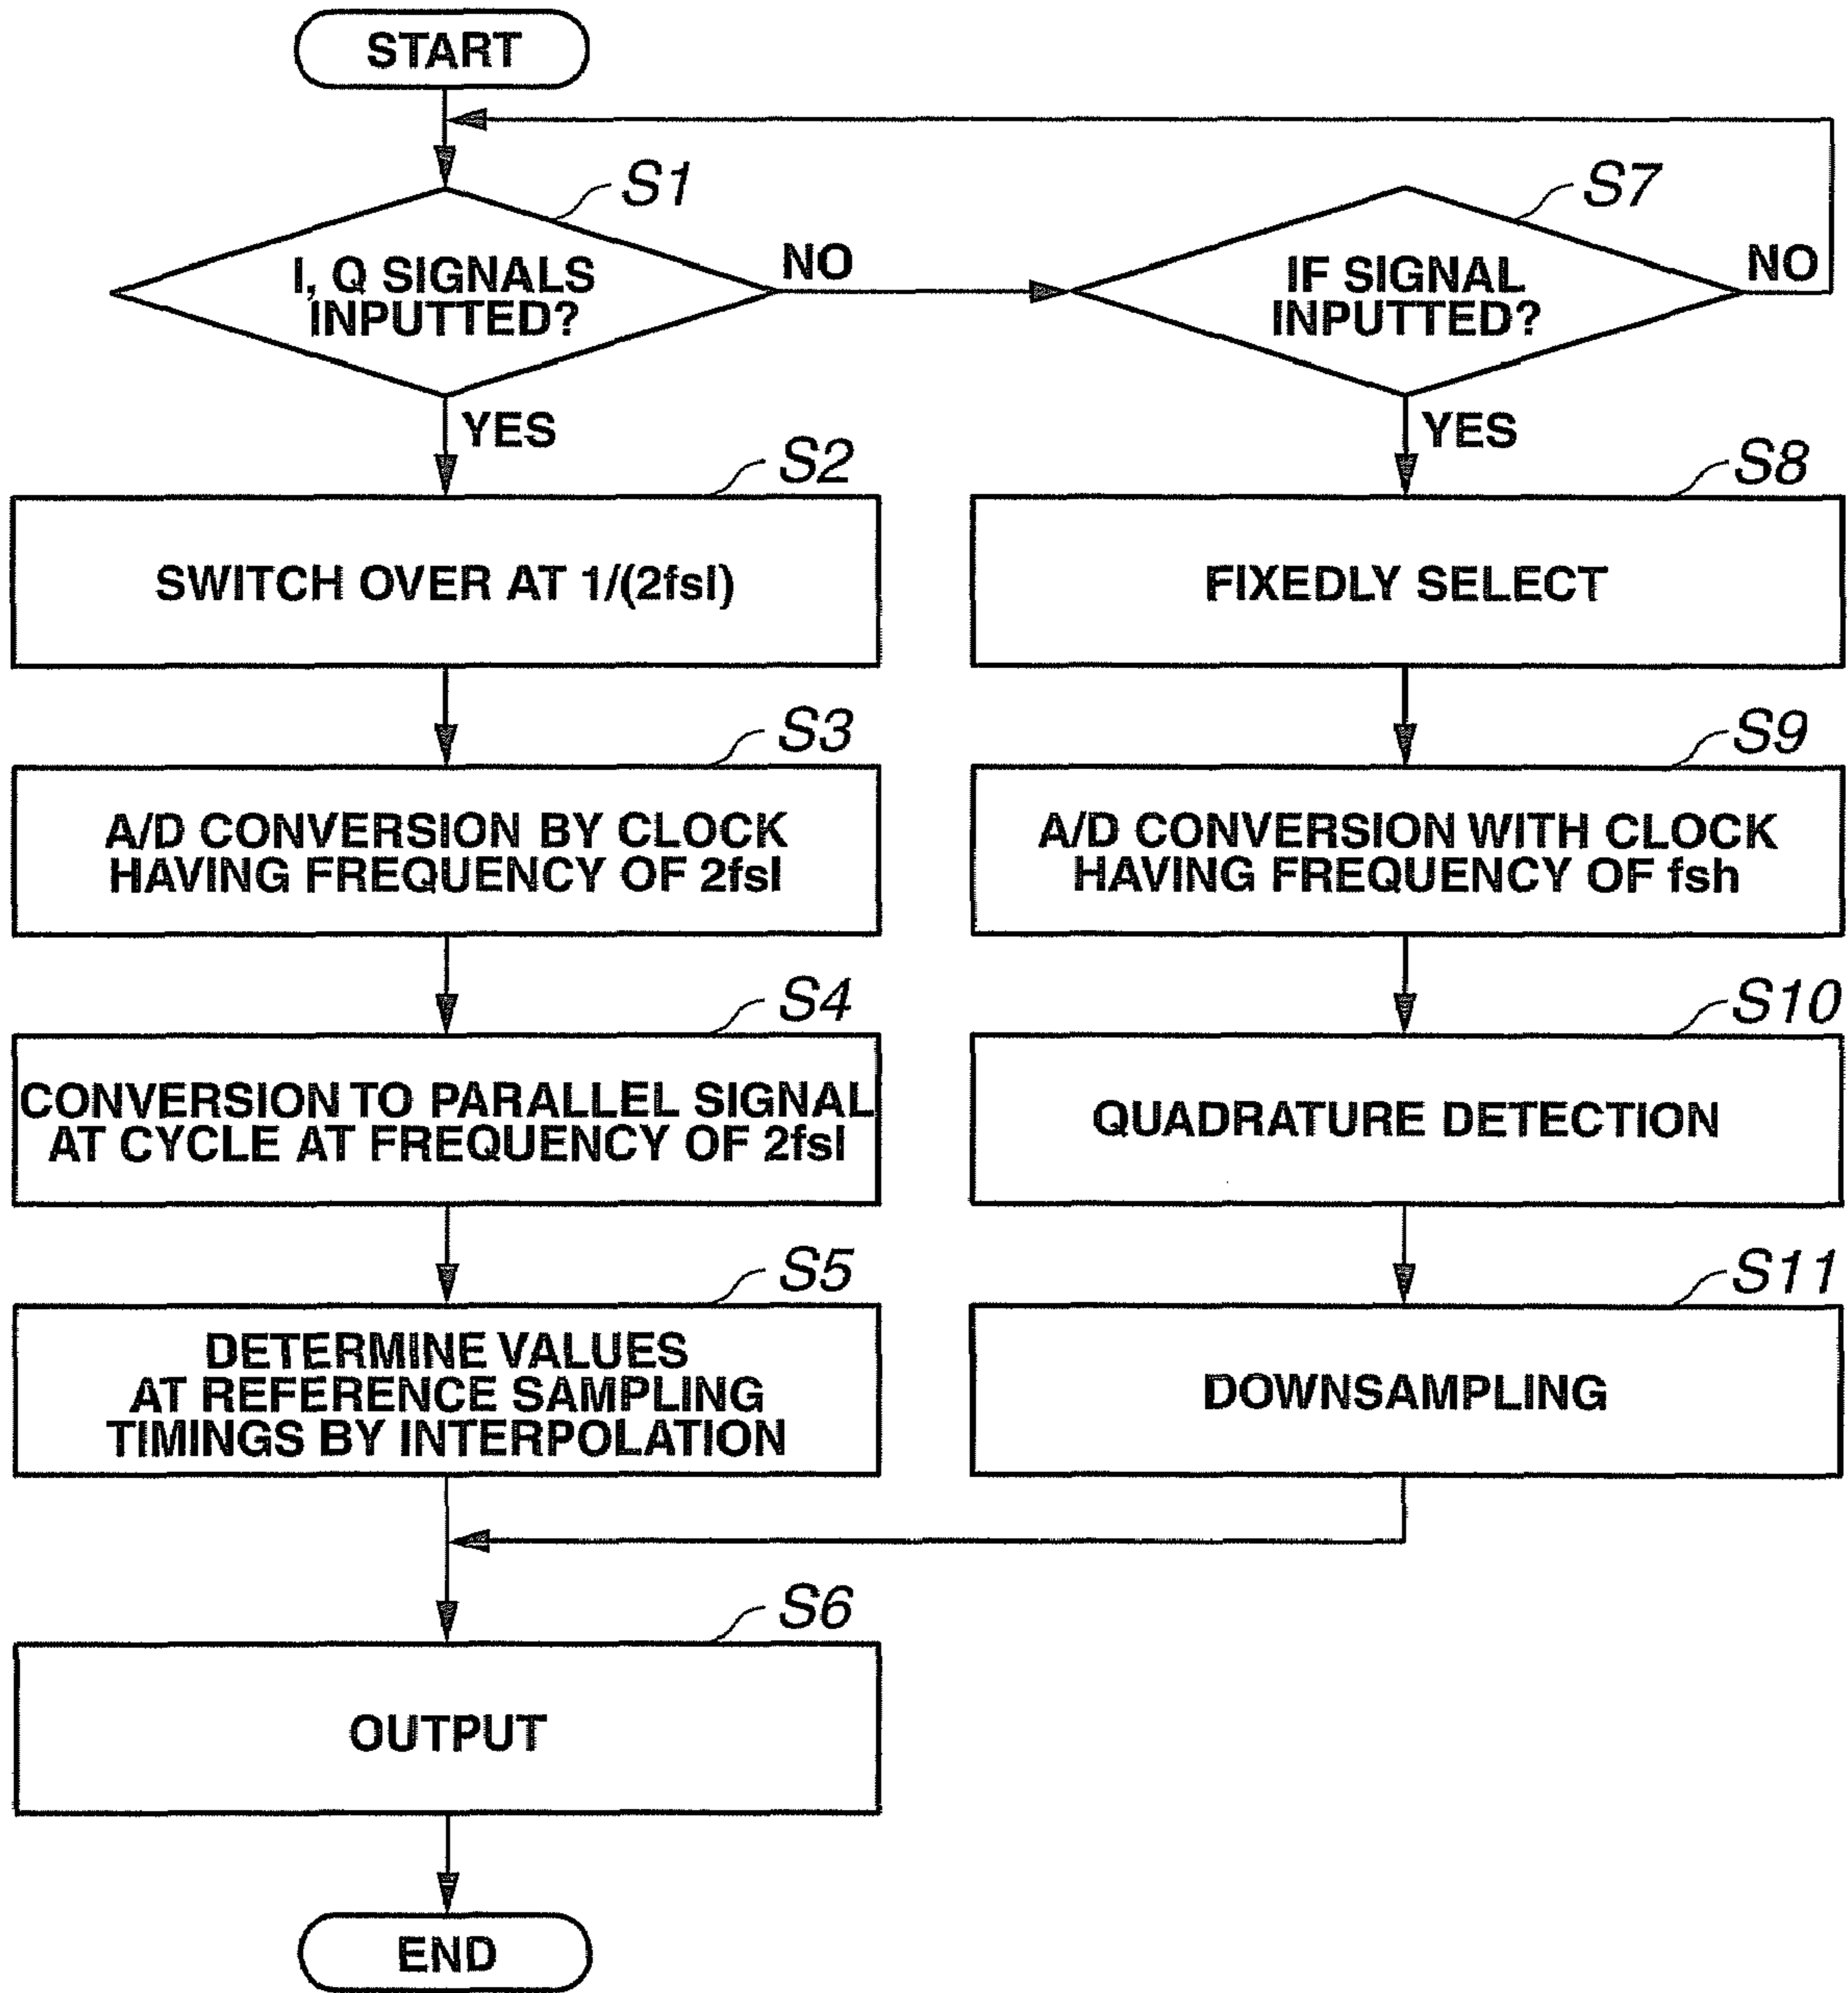 START
S1
I, Q SIGNALS
INPUTTED?
NO
YES
S7
IF SIGNAL
INPUTTED?
NO
YES
S2
SWITCH OVER AT 1/(2fsl)
S3
A/D CONVERSION BY CLOCK
HAVING FREQUENCY OF 2fsl
S4
CONVERSION TO PARALLEL SIGNAL
AT CYCLE AT FREQUENCY OF 2fsl
S5
DETERMINE VALUES
AT REFERENCE SAMPLING
TIMINGS BY INTERPOLATION
S8
FIXEDLY SELECT
S9
A/D CONVERSION WITH CLOCK
HAVING FREQUENCY OF fsh
S10
QUADRATURE DETECTION
S11
DOWNSAMPLING
S6
OUTPUT
END